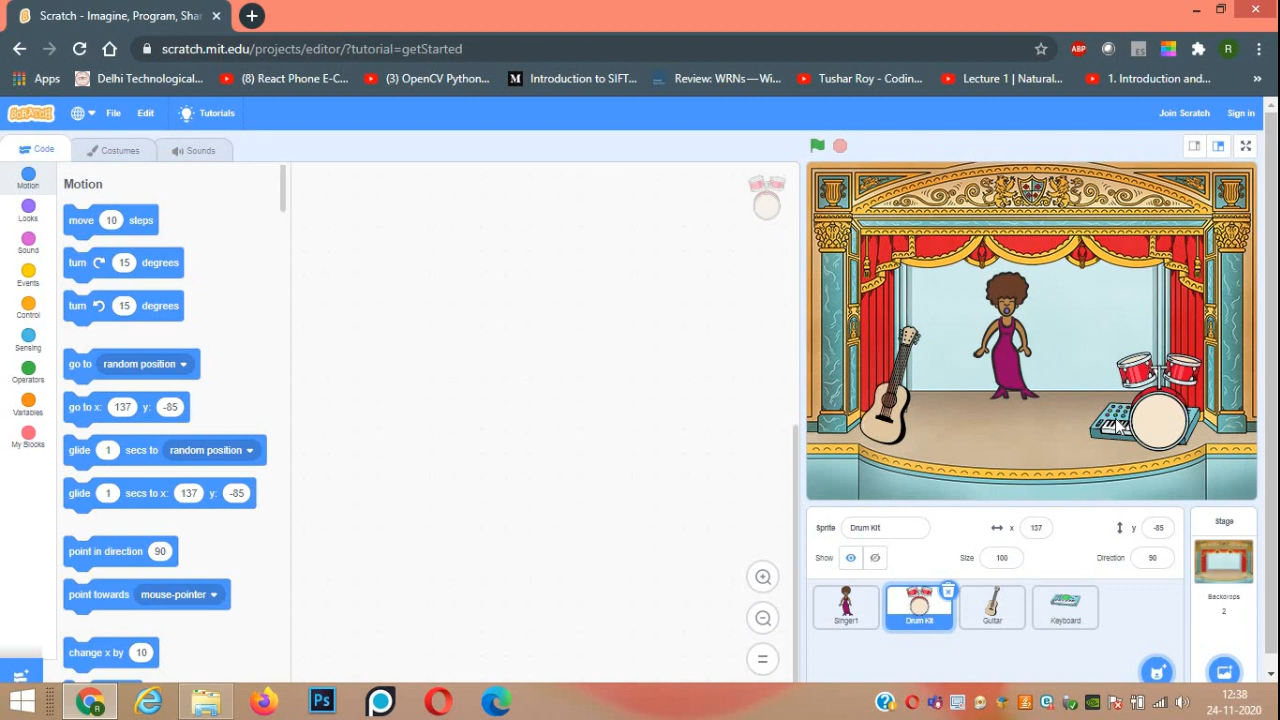 Scratch - Imagine, Program, Shar
scratch.mit.edu/projects/editor/?tutorial=getStarted
ABP
ES
R
Apps
Delhi Technological...
(8) React Phone E-C...
(3) OpenCV Python...
Introduction to SIFT...
Review: WRNs — Wi...
Tushar Roy - Codin...
Lecture 1 | Natural...
1. Introduction and...
SCRATCH
File
Edit
Tutorials
Join Scratch
Sign in
Code
Costumes
Sounds
Motion
Looks
Sound
Events
Control
Sensing
Operators
Variables
My Blocks
Motion
move 10 steps
turn 15 degrees
turn 15 degrees
go to random position
go to x: 137 y: -85
glide 1 secs to random position
glide 1 secs to x: 137 y: -85
point in direction 90
point towards mouse-pointer
change x by 10
Sprite Drum Kit x 137 y -85
Show Size 100 Direction 90
Singer1
Drum Kit
Guitar
Keyboard
Stage
Backdrops
2
R
Ps
12:38
24-11-2020